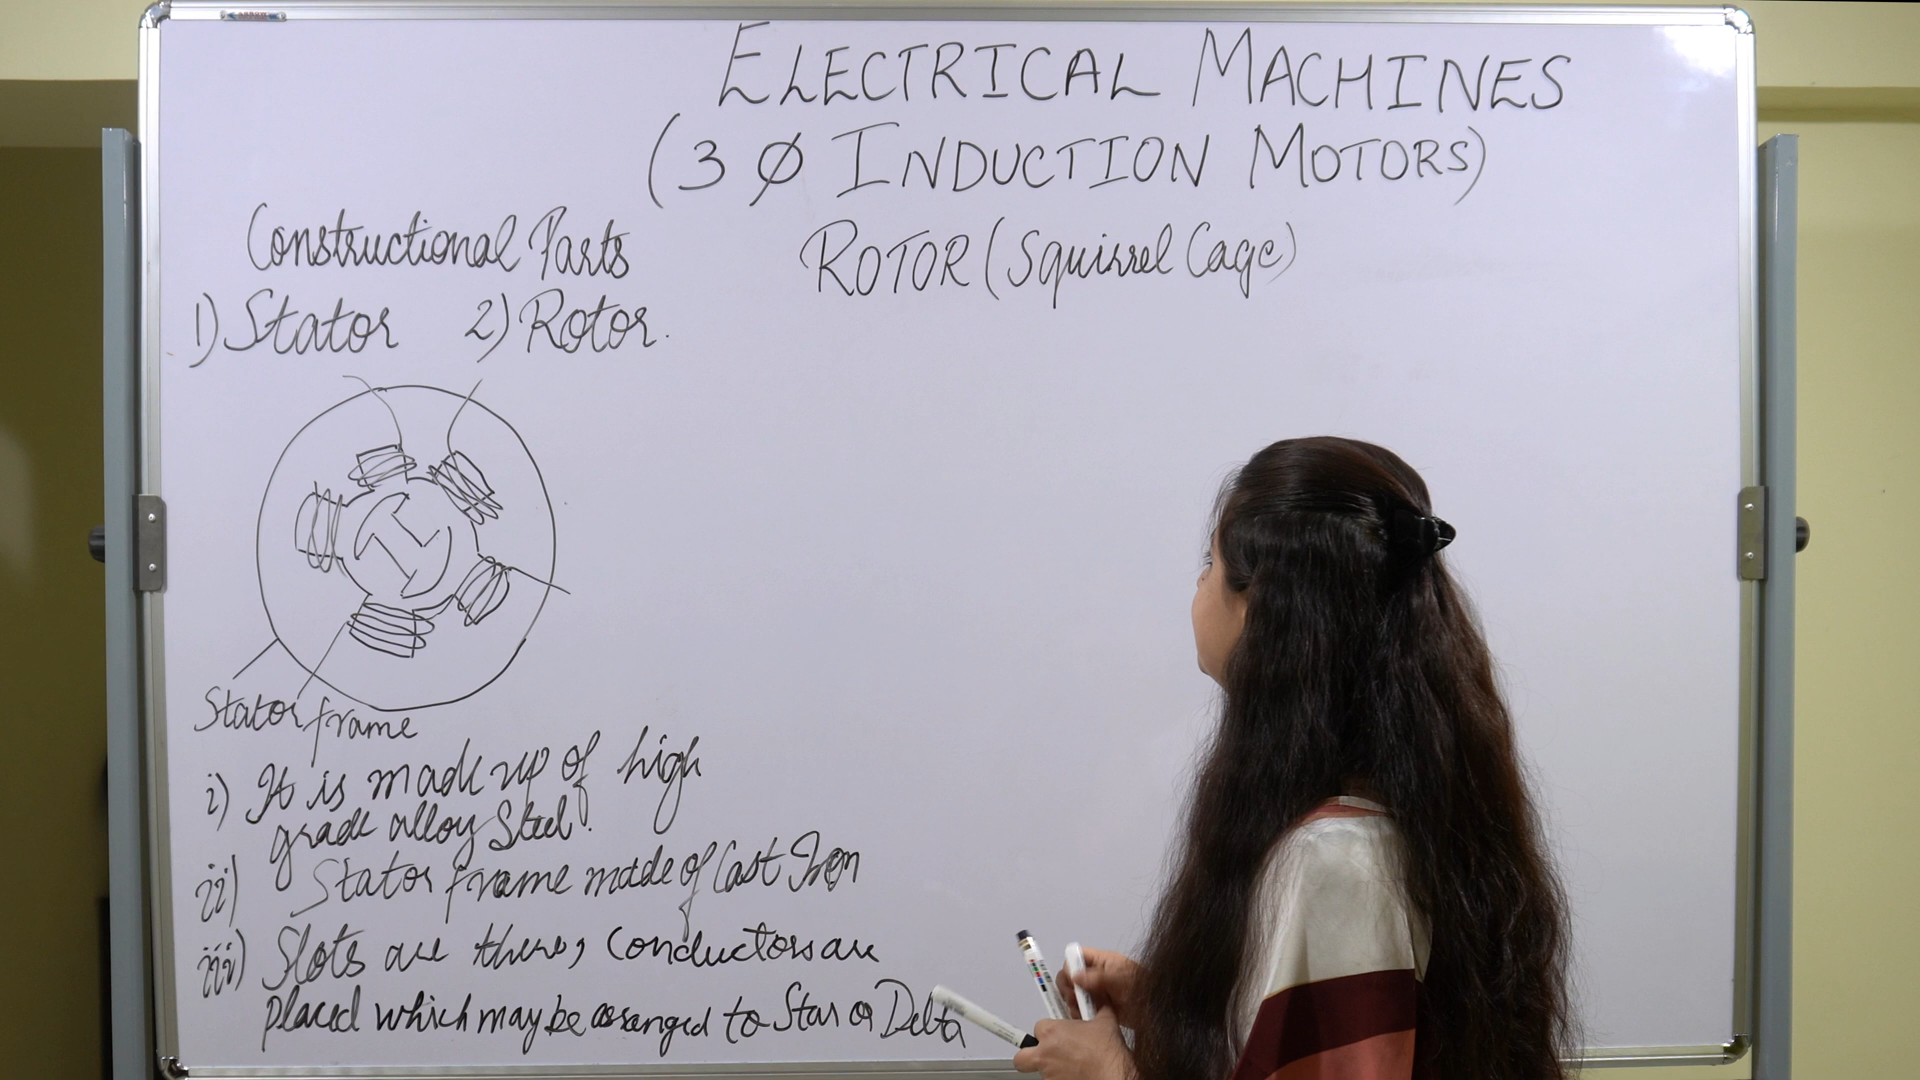 ELECTRICAL MACHINES
(3 Ø INDUCTION MOTORS)
Constructional Parts
1) Stator 2) Rotor.
ROTOR (Squirrel Cage)
Stator frame
i) It is made up of high
grade alloy Steel.
ii) Stator frame made of Cast Iron
iii) Slots are there, Conductors are
placed which may be arranged to Star or Delta